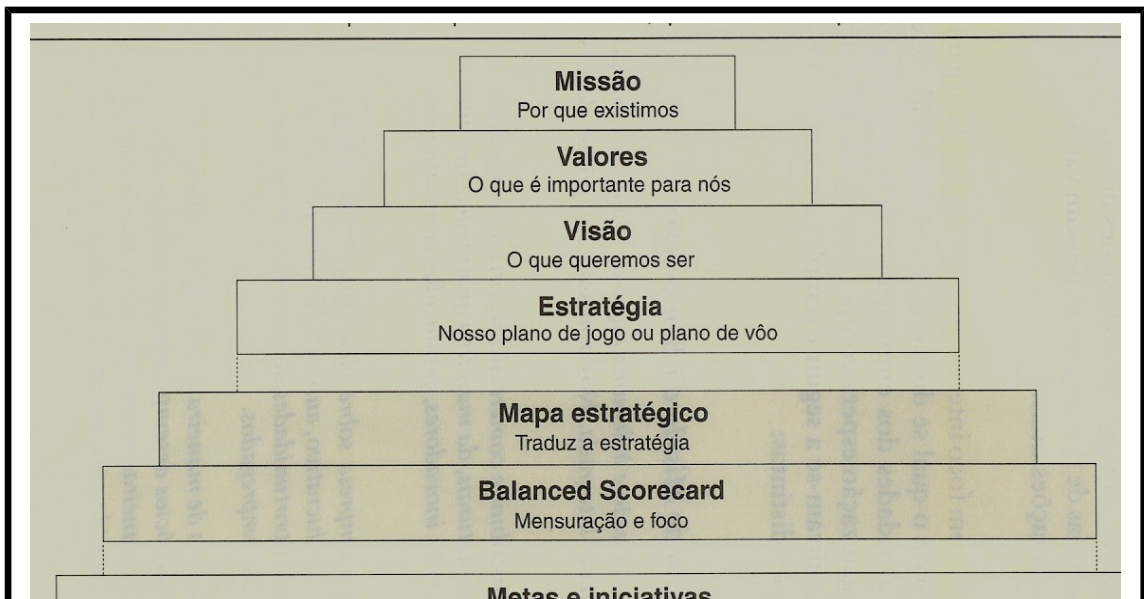 Missão
Por que existimos
Valores
O que é importante para nós
Visão
O que queremos ser
Estratégia
Nosso plano de jogo ou plano de vôo
Mapa estratégico
Traduz a estratégia
Balanced Scorecard
Mensuração e foco
Metas e iniciativas